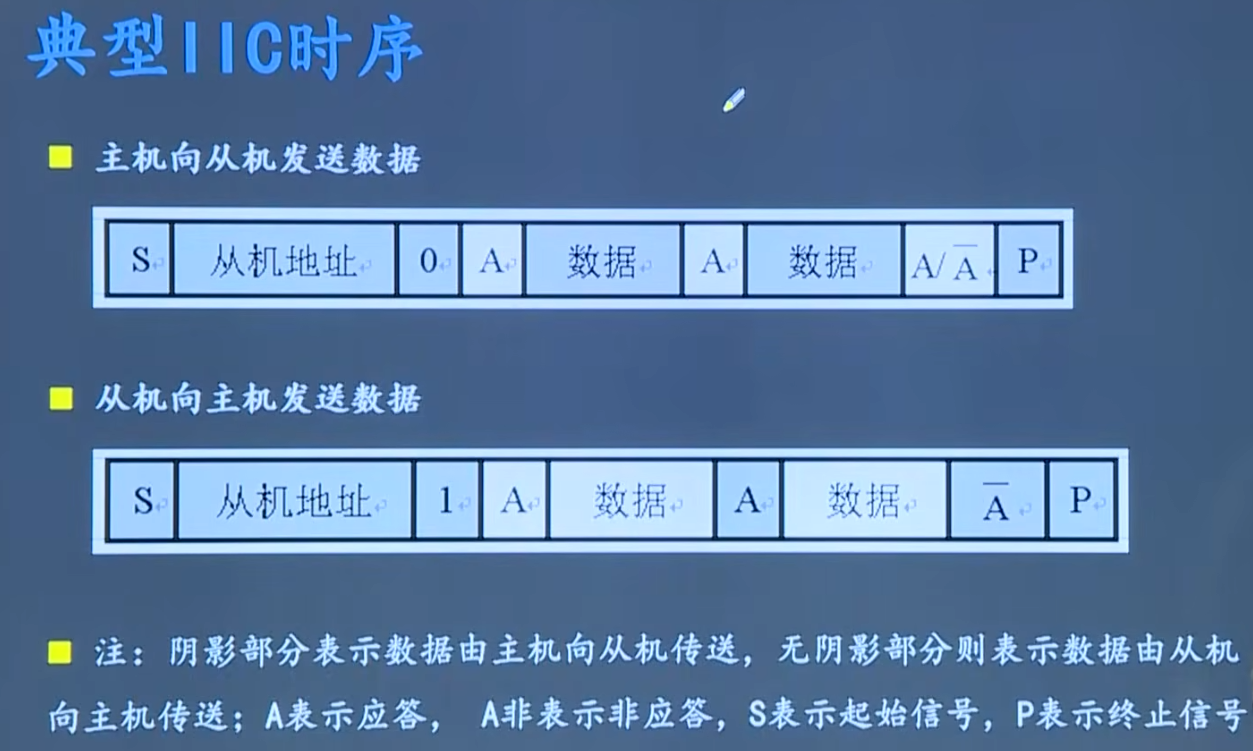 典型IIC时序
主机向从机发送数据
S 从机地址 0 A 数据 A 数据 A/A̅ P
从机向主机发送数据
S 从机地址 1 A 数据 A 数据 A̅ P
注：阴影部分表示数据由主机向从机传送，无阴影部分则表示数据由从机
向主机传送；A表示应答， A非表示非应答，S表示起始信号，P表示终止信号